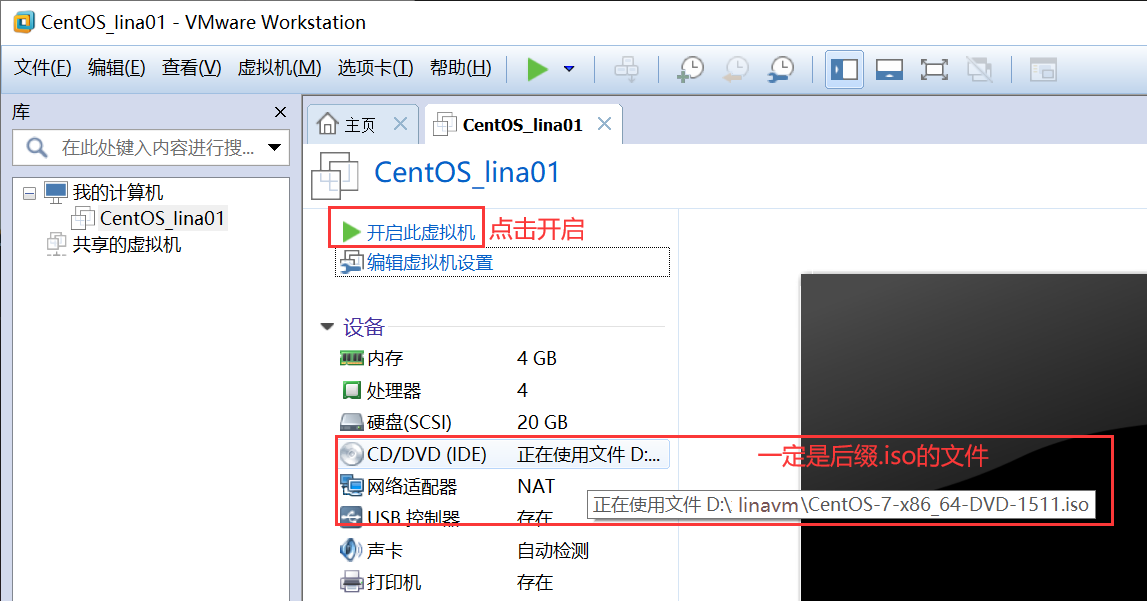 CentOS_lina01 - VMware Workstation
文件(F) 编辑(E) 查看(V) 虚拟机(M) 选项卡(T) 帮助(H)
库
在此处键入内容进行搜...
我的计算机
CentOS_lina01
共享的虚拟机
主页
CentOS_lina01
CentOS_lina01
开启此虚拟机 点击开启
编辑虚拟机设置
设备
内存 4 GB
处理器 4
硬盘(SCSI) 20 GB
CD/DVD (IDE) 正在使用文件 D:... 一定是后缀.iso的文件
网络适配器 NAT
正在使用文件 D:\ linavm\CentOS-7-x86_64-DVD-1511.iso
USB 控制器 存在
声卡 自动检测
打印机 存在